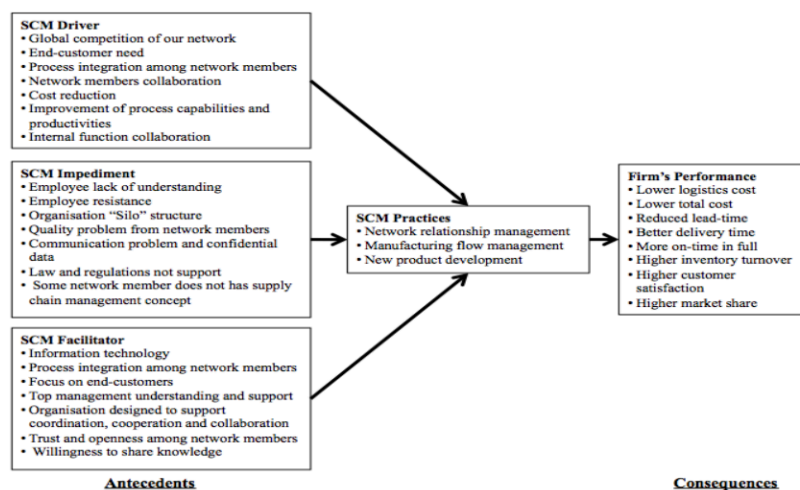 SCM Driver
• Global competition of our network
• End-customer need
• Process integration among network members
• Network members collaboration
• Cost reduction
• Improvement of process capabilities and
productivities
• Internal function collaboration
SCM Impediment
• Employee lack of understanding
• Employee resistance
• Organisation “Silo” structure
• Quality problem from network members
• Communication problem and confidential
data
• Law and regulations not support
• Some network member does not has supply
chain management concept
SCM Facilitator
• Information technology
• Process integration among network members
• Focus on end-customers
• Top management understanding and support
• Organisation designed to support
coordination, cooperation and collaboration
• Trust and openness among network members
• Willingness to share knowledge
Antecedents
SCM Practices
• Network relationship management
• Manufacturing flow management
• New product development
Firm’s Performance
• Lower logistics cost
• Lower total cost
• Reduced lead-time
• Better delivery time
• More on-time in full
• Higher inventory turnover
• Higher customer
satisfaction
• Higher market share
Consequences